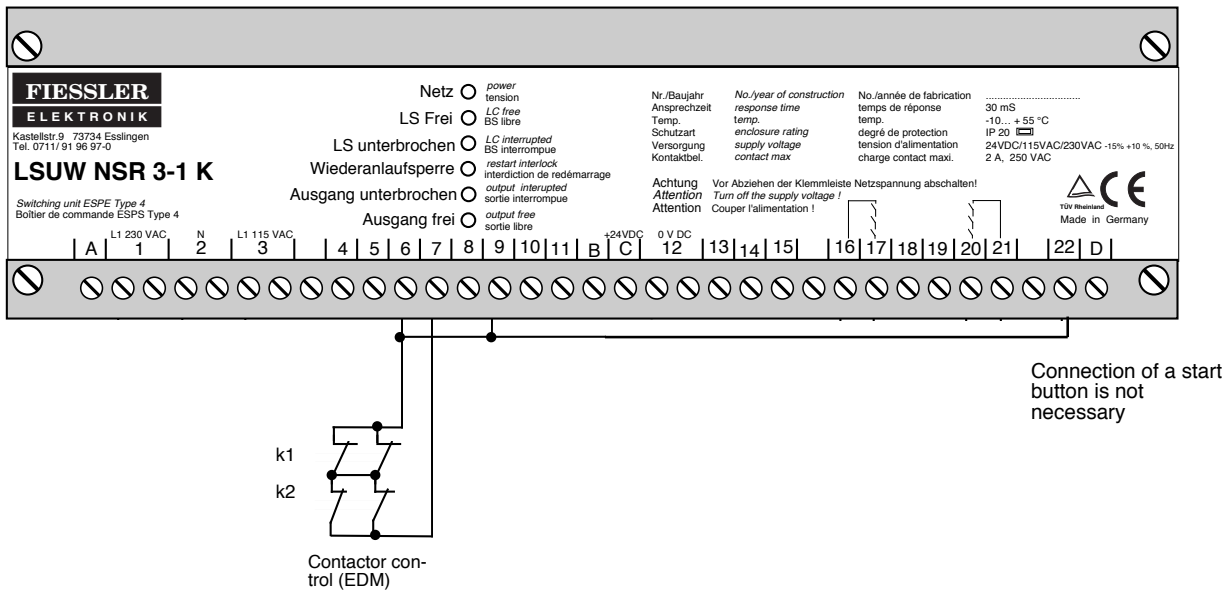 FIESSLER
ELEKTRONIK
Kastellstr.9 73734 Esslingen
Tel. 0711/ 91 96 97-0
LSUW NSR 3-1 K
Switching unit ESPE Type 4
Boîtier de commande ESPS Type 4
Netz power
tension
LS Frei LC free
BS libre
LS unterbrochen LC interrupted
BS interrompue
Wiederanlaufsperre restart interlock
interdiction de redémarrage
Ausgang unterbrochen output interupted
sortie interrompue
Ausgang frei output free
sortie libre
Nr./Baujahr No./year of construction No./année de fabrication ................................
Ansprechzeit response time temps de réponse 30 mS
Temp. temp. temp. -10... + 55 °C
Schutzart enclosure rating degré de protection IP 20
Versorgung supply voltage tension d'alimentation 24VDC/115VAC/230VAC -15% +10 %, 50Hz
Kontaktbel. contact max charge contact maxi. 2 A, 250 VAC
Achtung Vor Abziehen der Klemmleiste Netzspannung abschalten!
Attention Turn off the supply voltage !
Attention Couper l'alimentation !
TÜV Rheinland
CE
Made in Germany
L1 230 VAC N L1 115 VAC +24VDC 0 V DC
A 1 2 3 4 5 6 7 8 9 10 11 B C 12 13 14 15 16 17 18 19 20 21 22 D
Connection of a start
button is not
necessary
k1
k2
Contactor con-
trol (EDM)